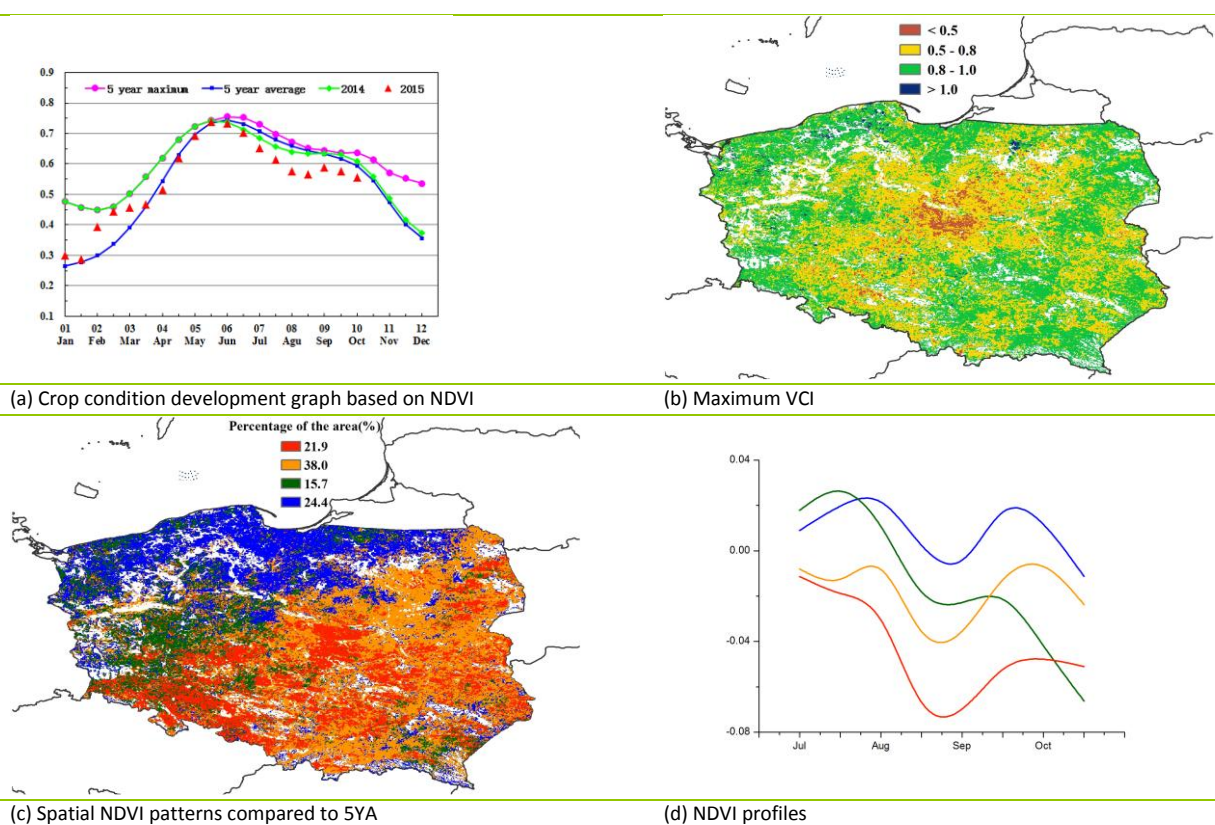 0.9
0.8
0.7
0.6
0.5
0.4
0.3
0.2
0.1
5 year maximum 5 year average 2014 2015
01 02 03 04 05 06 07 08 09 10 11 12
Jan Feb Mar Apr May Jun Jul Agu Sep Oct Nov Dec
< 0.5
0.5 - 0.8
0.8 - 1.0
> 1.0
(a) Crop condition development graph based on NDVI
(b) Maximum VCI
Percentage of the area(%)
21.9
38.0
15.7
24.4
0.04
0.00
-0.04
-0.08
Jul Aug Sep Oct
(c) Spatial NDVI patterns compared to 5YA
(d) NDVI profiles